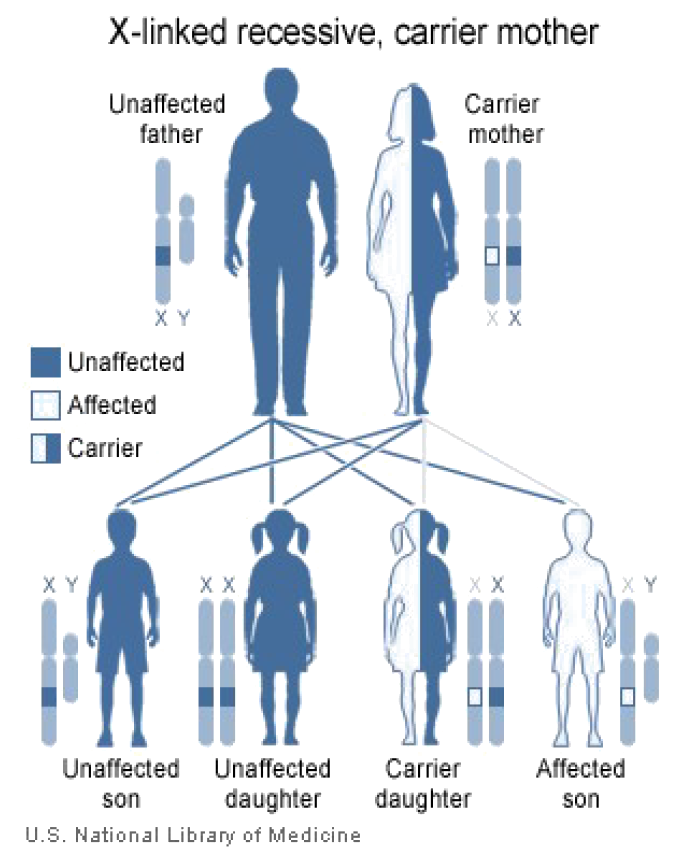 X-linked recessive, carrier mother
Unaffected
father
Carrier
mother
X Y
X X
Unaffected
Affected
Carrier
X Y
X X
X X
X Y
Unaffected
son
Unaffected
daughter
Carrier
daughter
Affected
son
U.S. National Library of Medicine